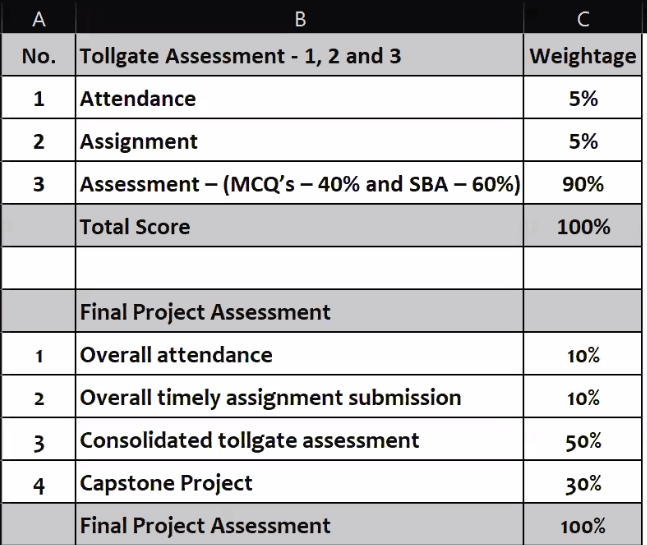 A B C
No. Tollgate Assessment - 1, 2 and 3 Weightage
1 Attendance 5%
2 Assignment 5%
3 Assessment – (MCQ’s – 40% and SBA – 60%) 90%
Total Score 100%
Final Project Assessment
1 Overall attendance 10%
2 Overall timely assignment submission 10%
3 Consolidated tollgate assessment 50%
4 Capstone Project 30%
Final Project Assessment 100%